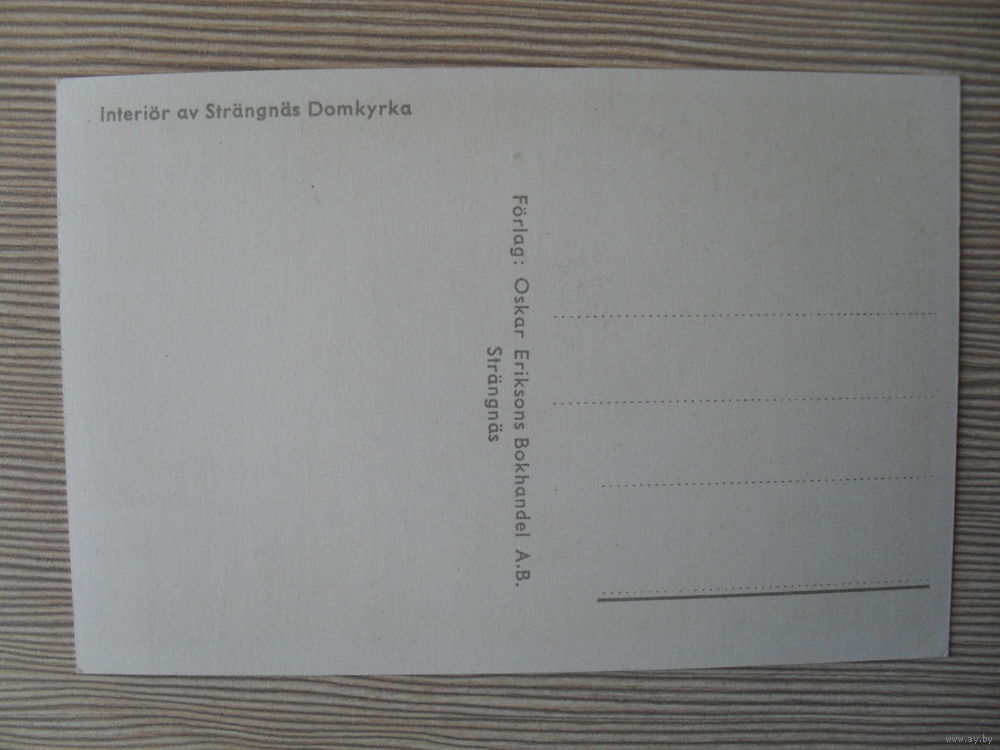 Interiör av Strängnäs Domkyrka
Förlag: Oskar Eriksons Bokhandel A.B.
Strängnäs
www.ay.by